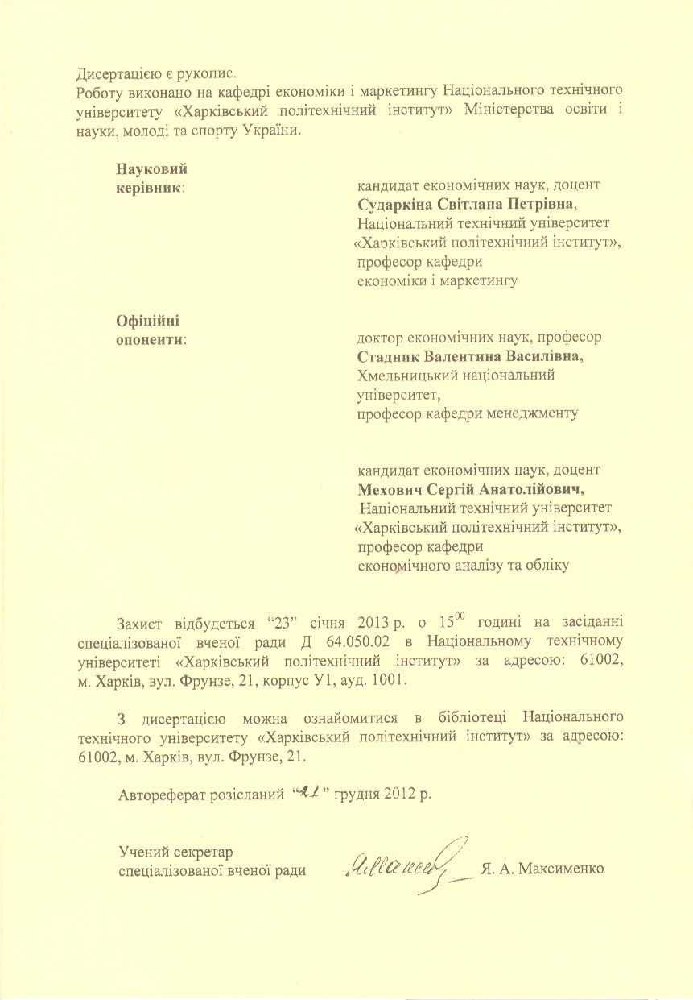 Дисертацією є рукопис.
Роботу виконано на кафедрі економіки і маркетингу Національного технічного
університету «Харківський політехнічний інститут» Міністерства освіти і
науки, молоді та спорту України.
Науковий
керівник:
кандидат економічних наук, доцент
Сударкіна Світлана Петрівна,
Національний технічний університет
«Харківський політехнічний інститут»,
професор кафедри
економіки і маркетингу
Офіційні
опоненти:
доктор економічних наук, професор
Стадник Валентина Василівна,
Хмельницький національний
університет,
професор кафедри менеджменту
кандидат економічних наук, доцент
Мехович Сергій Анатолійович,
Національний технічний університет
«Харківський політехнічний інститут»,
професор кафедри
економічного аналізу та обліку
Захист відбудеться “23” січня 2013 р. о 15⁰⁰ годині на засіданні
спеціалізованої вченої ради Д 64.050.02 в Національному технічному
університеті «Харківський політехнічний інститут» за адресою: 61002,
м. Харків, вул. Фрунзе, 21, корпус У1, ауд. 1001.
З дисертацією можна ознайомитися в бібліотеці Національного
технічного університету «Харківський політехнічний інститут» за адресою:
61002, м. Харків, вул. Фрунзе, 21.
Автореферат розісланий “21” грудня 2012 р.
Учений секретар
спеціалізованої вченої ради
Я. А. Максименко